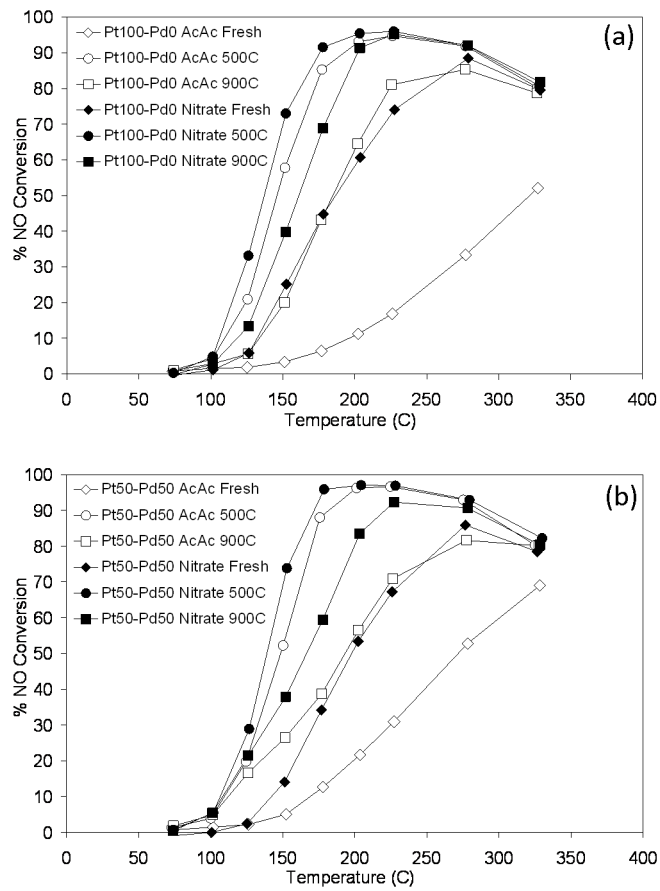 (a)
Pt100-Pd0 AcAc Fresh
Pt100-Pd0 AcAc 500C
Pt100-Pd0 AcAc 900C
Pt100-Pd0 Nitrate Fresh
Pt100-Pd0 Nitrate 500C
Pt100-Pd0 Nitrate 900C
% NO Conversion
100
90
80
70
60
50
40
30
20
10
0
0 50 100 150 200 250 300 350 400
Temperature (C)
(b)
Pt50-Pd50 AcAc Fresh
Pt50-Pd50 AcAc 500C
Pt50-Pd50 AcAc 900C
Pt50-Pd50 Nitrate Fresh
Pt50-Pd50 Nitrate 500C
Pt50-Pd50 Nitrate 900C
% NO Conversion
100
90
80
70
60
50
40
30
20
10
0
0 50 100 150 200 250 300 350 400
Temperature (C)